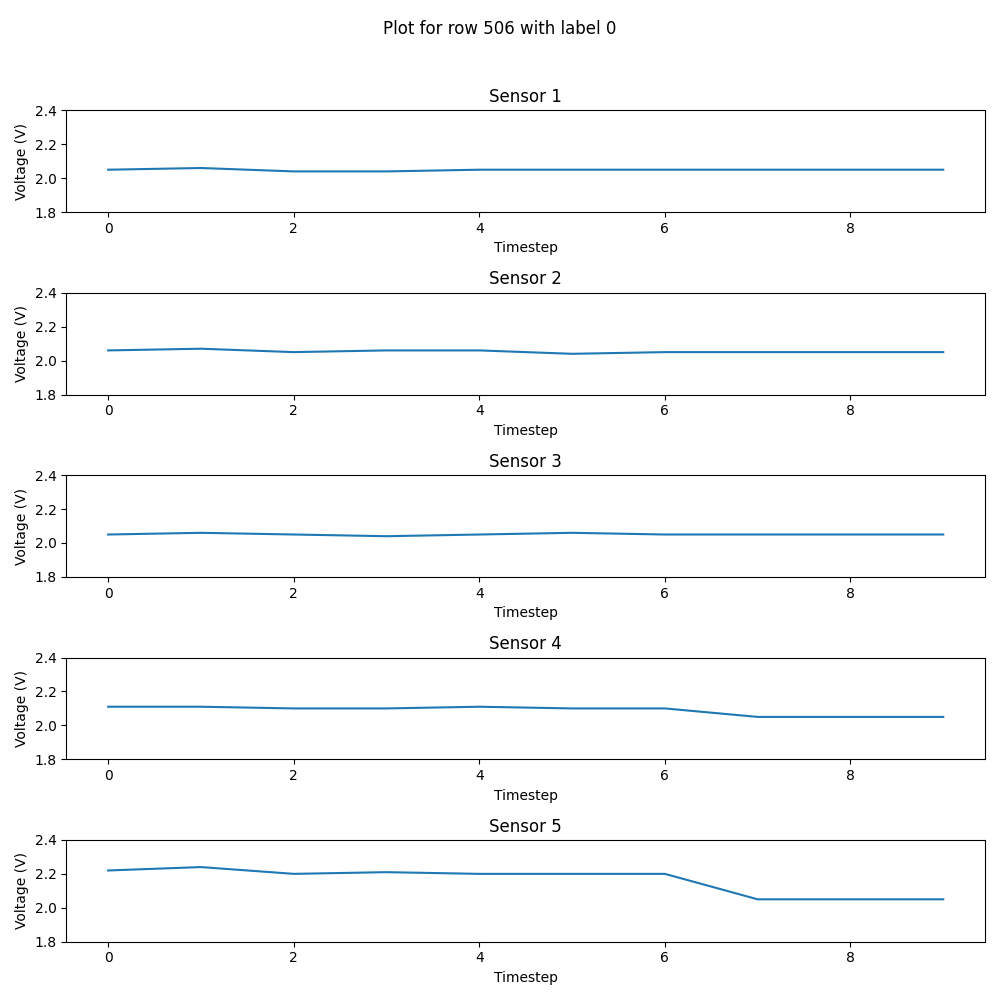 Plot for row 506 with label 0
Sensor 1
2.4
2.2
2.0
1.8
Voltage (V)
0 2 4 6 8
Timestep
Sensor 2
2.4
2.2
2.0
1.8
Voltage (V)
0 2 4 6 8
Timestep
Sensor 3
2.4
2.2
2.0
1.8
Voltage (V)
0 2 4 6 8
Timestep
Sensor 4
2.4
2.2
2.0
1.8
Voltage (V)
0 2 4 6 8
Timestep
Sensor 5
2.4
2.2
2.0
1.8
Voltage (V)
0 2 4 6 8
Timestep